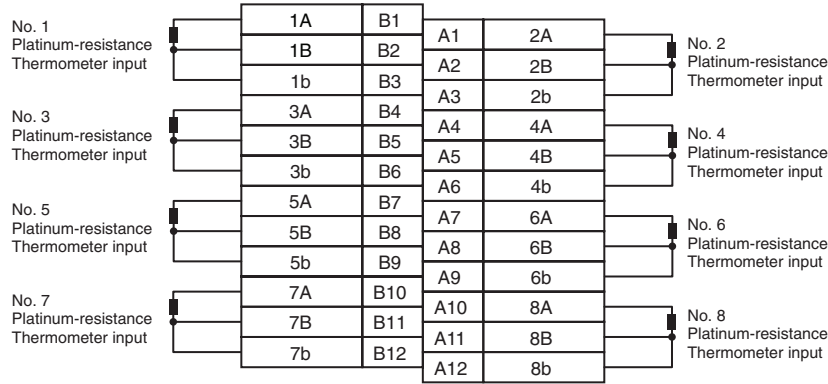 No. 1
Platinum-resistance
Thermometer input
1A B1
1B B2
1b B3
No. 3
Platinum-resistance
Thermometer input
3A B4
3B B5
3b B6
No. 5
Platinum-resistance
Thermometer input
5A B7
5B B8
5b B9
No. 7
Platinum-resistance
Thermometer input
7A B10
7B B11
7b B12
A1 2A
A2 2B
A3 2b
No. 2
Platinum-resistance
Thermometer input
A4 4A
A5 4B
A6 4b
No. 4
Platinum-resistance
Thermometer input
A7 6A
A8 6B
A9 6b
No. 6
Platinum-resistance
Thermometer input
A10 8A
A11 8B
A12 8b
No. 8
Platinum-resistance
Thermometer input